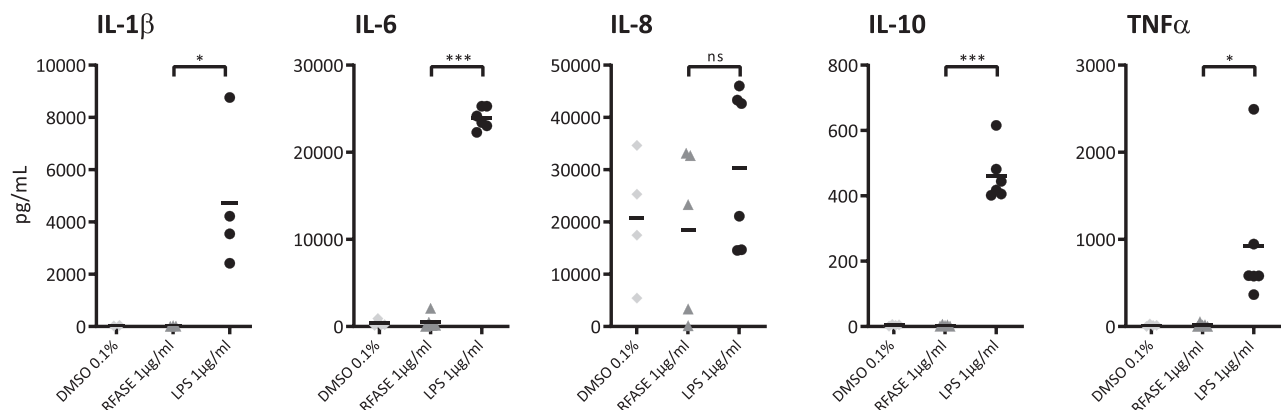 IL-1β
IL-6
IL-8
IL-10
TNFα
pg/mL
10000
8000
6000
4000
2000
0
*
DMSO 0.1%
RFASE 1µg/ml
LPS 1µg/ml
30000
20000
10000
0
***
DMSO 0.1%
RFASE 1µg/ml
LPS 1µg/ml
50000
40000
30000
20000
10000
0
ns
DMSO 0.1%
RFASE 1µg/ml
LPS 1µg/ml
800
600
400
200
0
***
DMSO 0.1%
RFASE 1µg/ml
LPS 1µg/ml
3000
2000
1000
0
*
DMSO 0.1%
RFASE 1µg/ml
LPS 1µg/ml